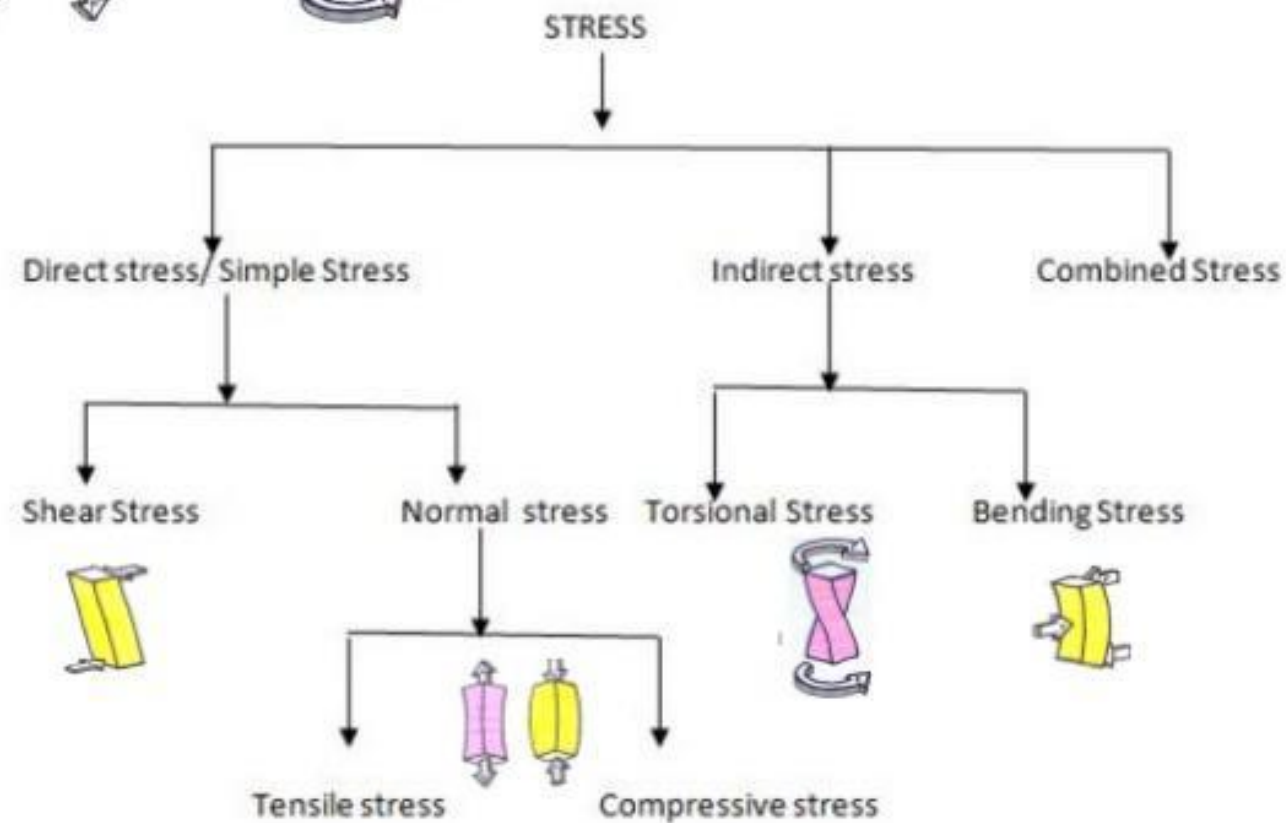 STRESS
Direct stress/ Simple Stress
Indirect stress
Combined Stress
Shear Stress
Normal stress
Torsional Stress
Bending Stress
Tensile stress
Compressive stress